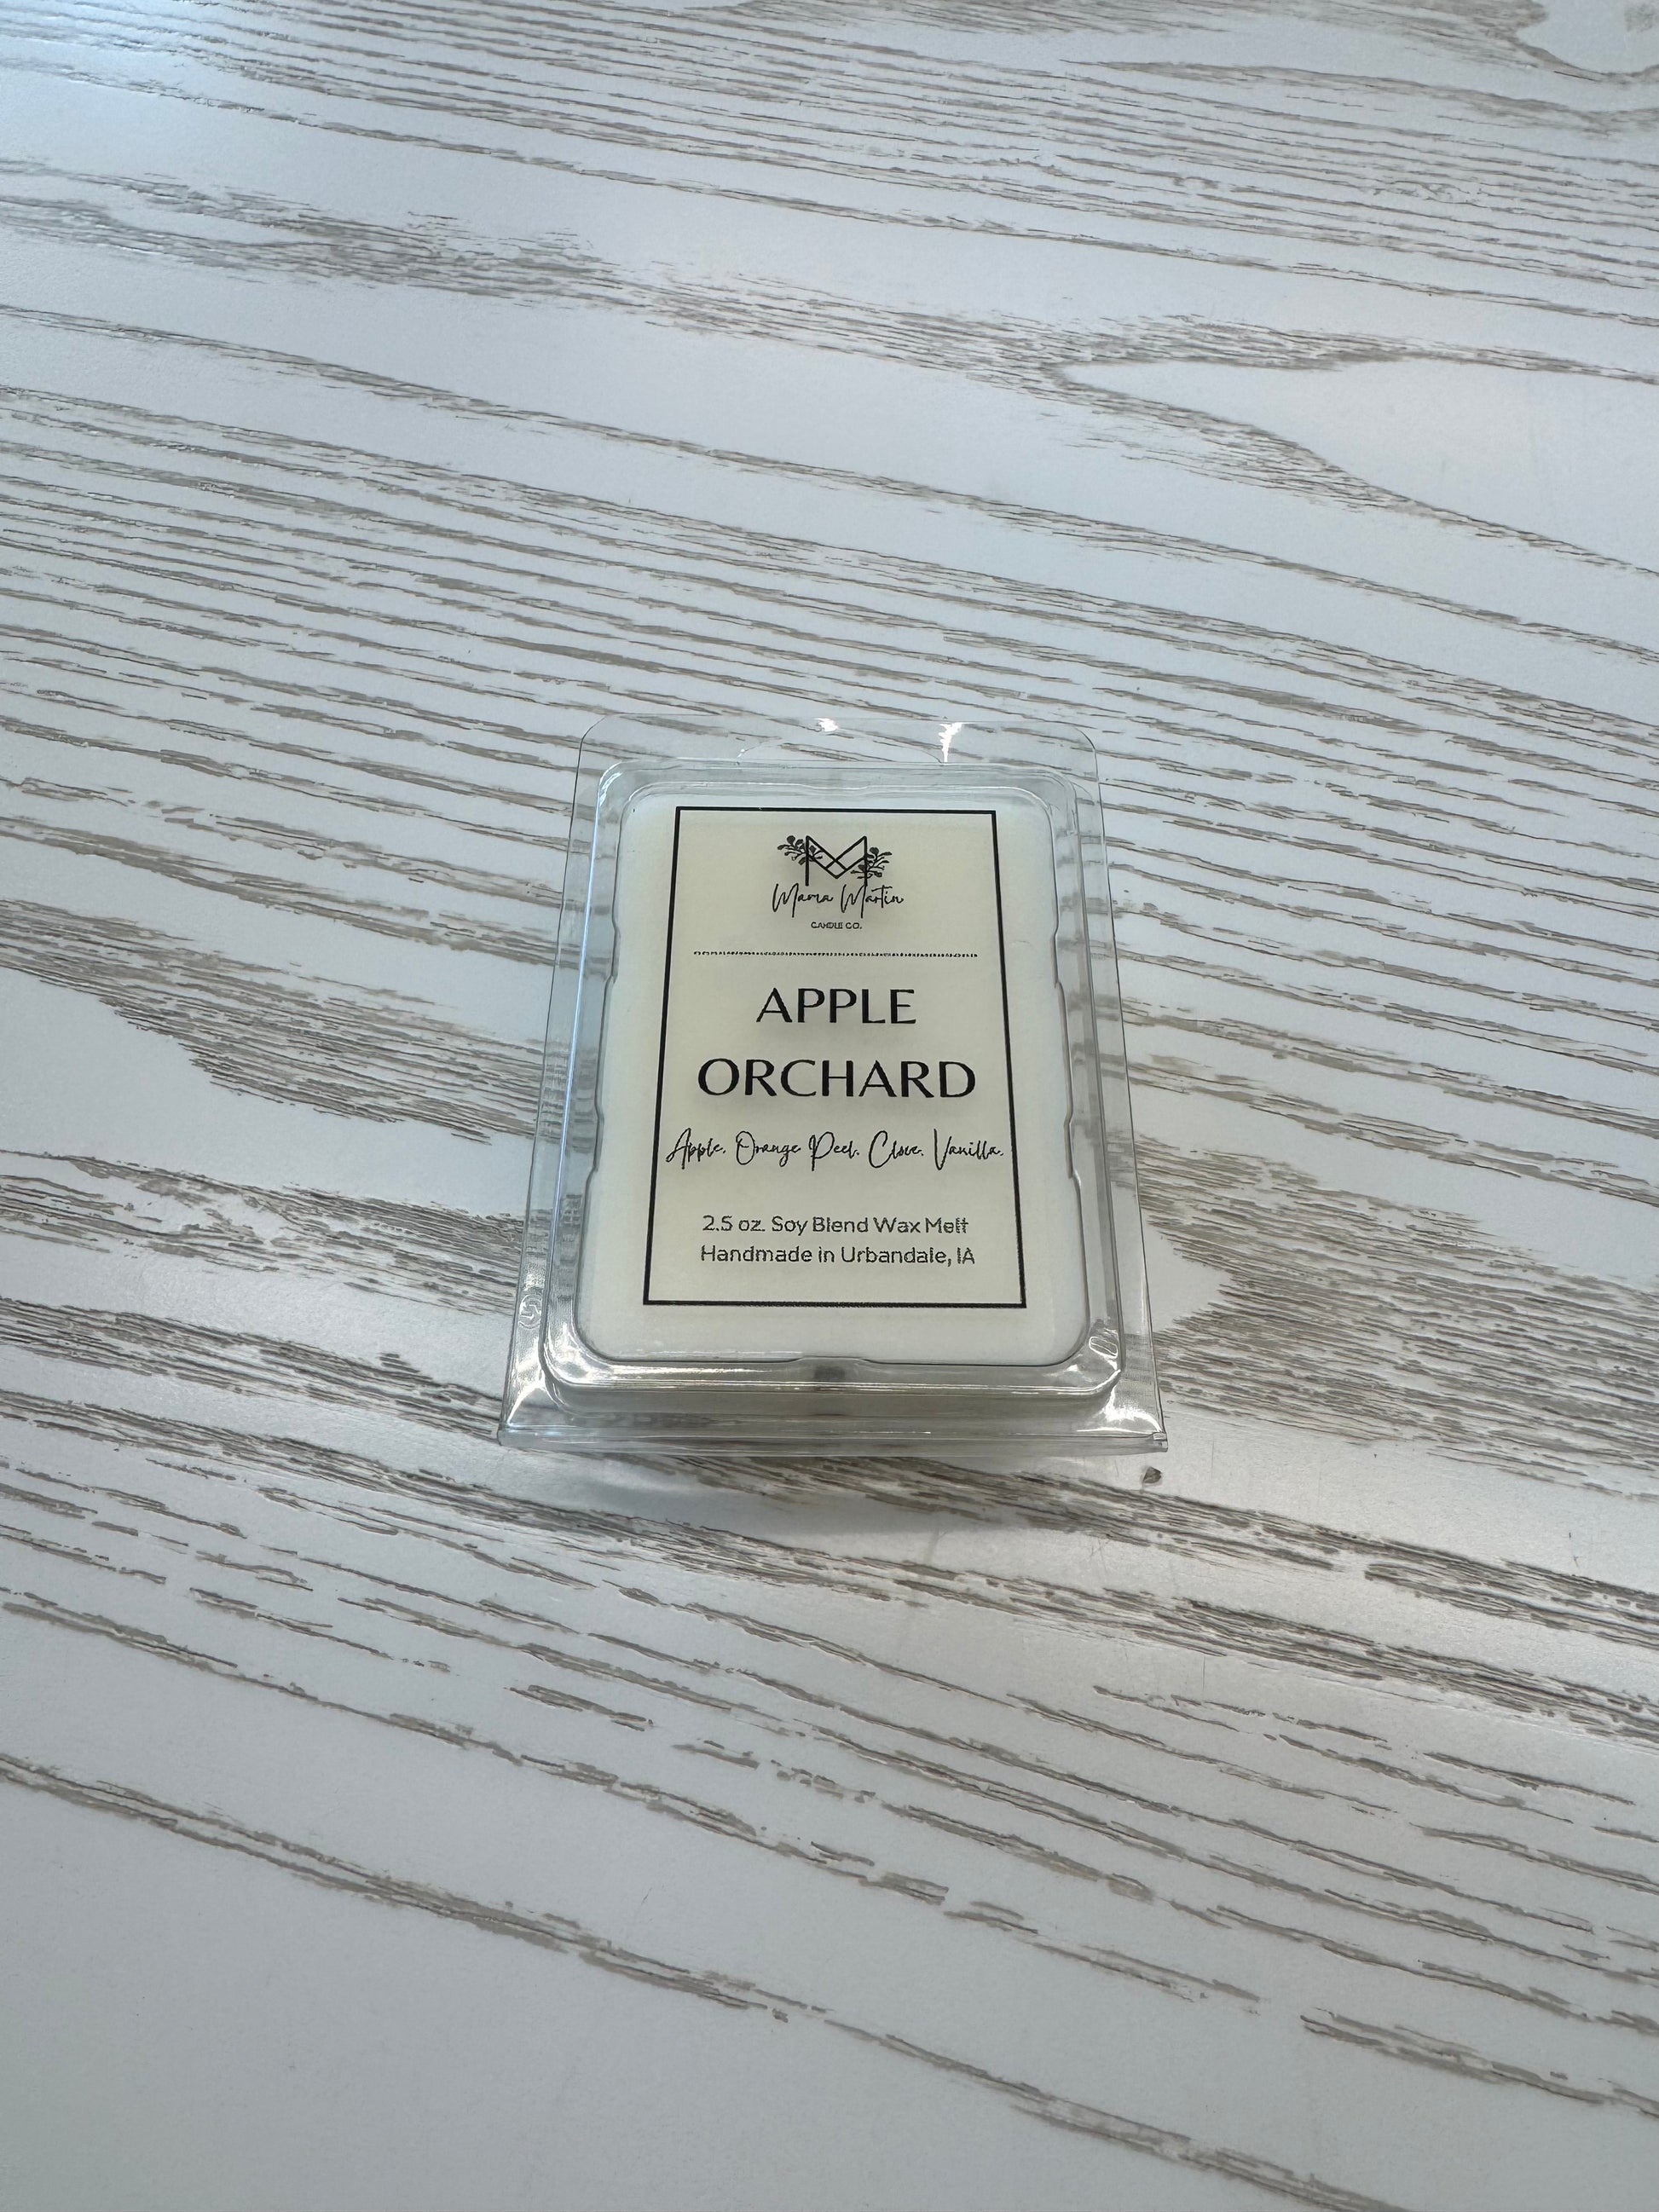 Mama Martin
CANDLE CO.
APPLE
ORCHARD
Apple. Orange Peel. Clove. Vanilla.
2.5 oz. Soy Blend Wax Melt
Handmade in Urbandale, IA